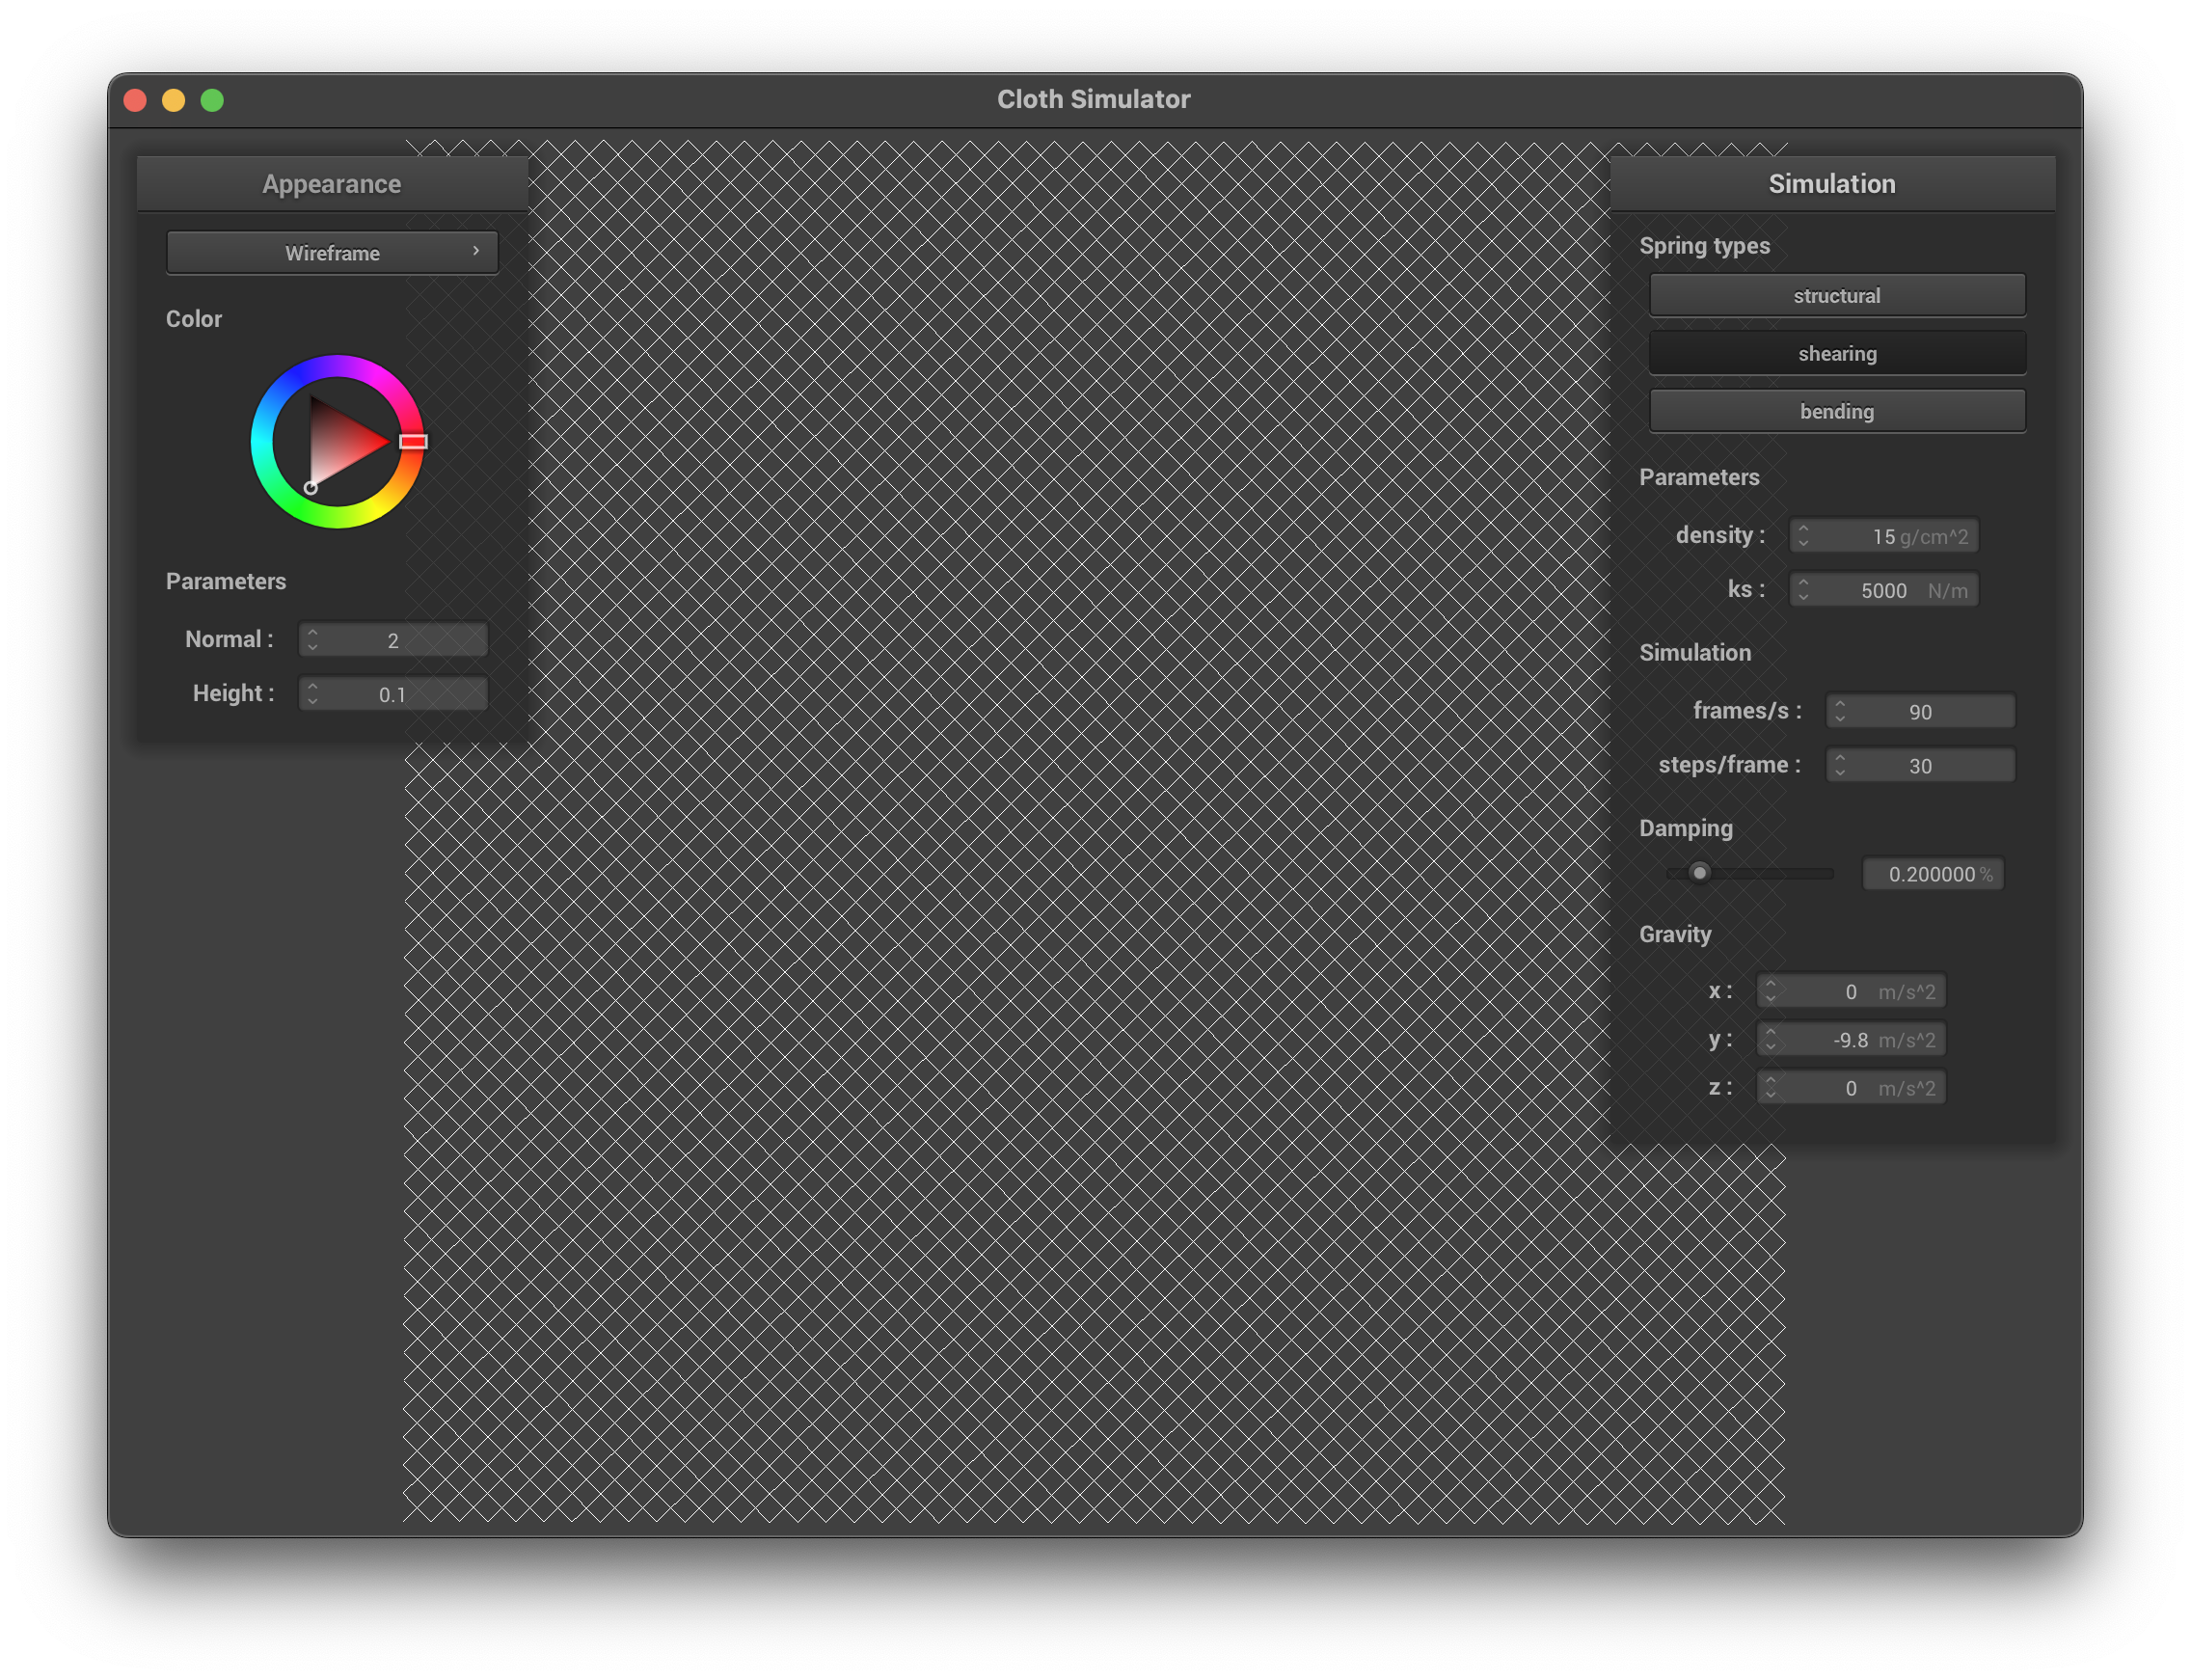 Cloth Simulator
Appearance
Wireframe
Color
Parameters
Normal : 2
Height : 0.1
Simulation
Spring types
structural
shearing
bending
Parameters
density : 15 g/cm^2
ks : 5000 N/m
Simulation
frames/s : 90
steps/frame : 30
Damping
0.200000 %
Gravity
x : 0 m/s^2
y : -9.8 m/s^2
z : 0 m/s^2